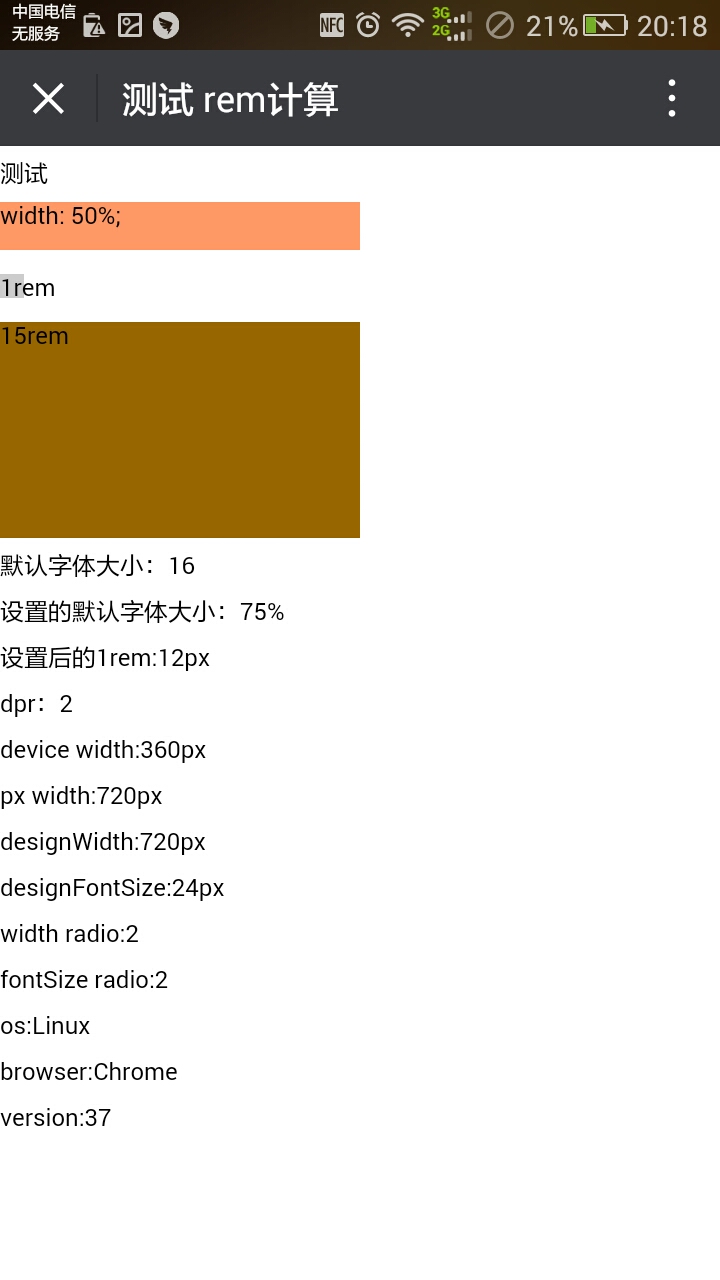 中国电信
无服务
NFC
3G
2G
21%
20:18
测试 rem计算
测试
width: 50%;
1rem
15rem
默认字体大小：16
设置的默认字体大小：75%
设置后的1rem:12px
dpr：2
device width:360px
px width:720px
designWidth:720px
designFontSize:24px
width radio:2
fontSize radio:2
os:Linux
browser:Chrome
version:37